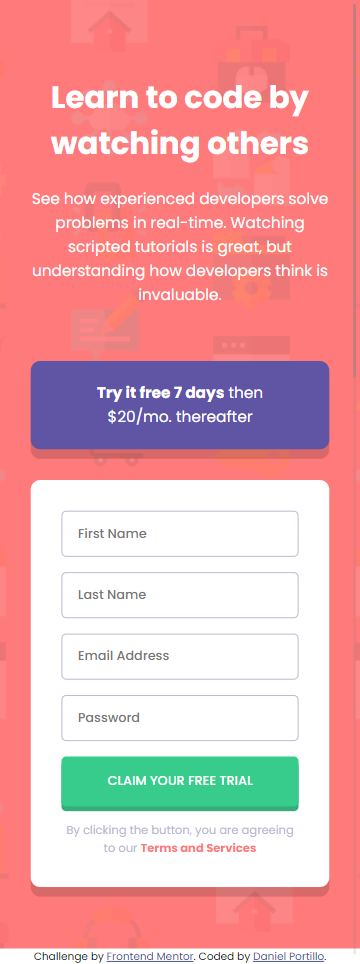 Learn to code by
watching others
See how experienced developers solve
problems in real-time. Watching
scripted tutorials is great, but
understanding how developers think is
invaluable.
Try it free 7 days then
$20/mo. thereafter
First Name
Last Name
Email Address
Password
CLAIM YOUR FREE TRIAL
By clicking the button, you are agreeing
to our Terms and Services
Challenge by Frontend Mentor. Coded by Daniel Portillo.